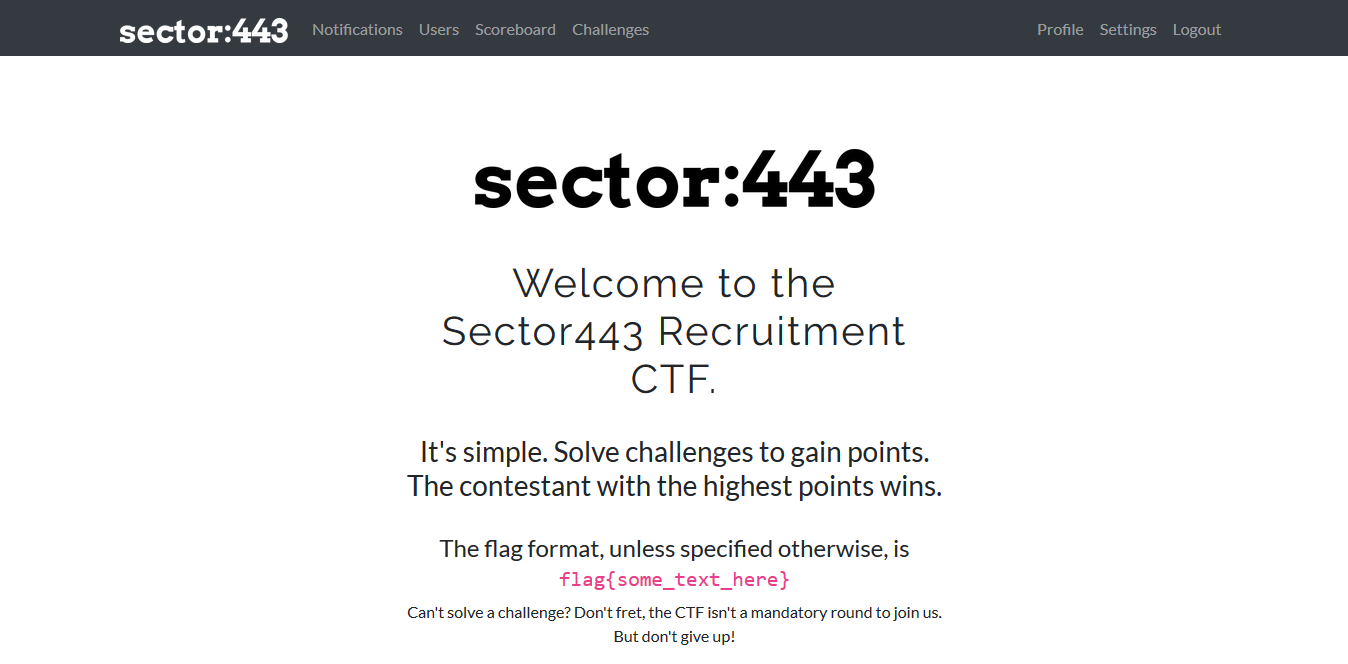 sector:443 Notifications Users Scoreboard Challenges Profile Settings Logout
sector:443
Welcome to the
Sector443 Recruitment
CTF.
It's simple. Solve challenges to gain points.
The contestant with the highest points wins.
The flag format, unless specified otherwise, is
flag{some_text_here}
Can't solve a challenge? Don't fret, the CTF isn't a mandatory round to join us.
But don't give up!